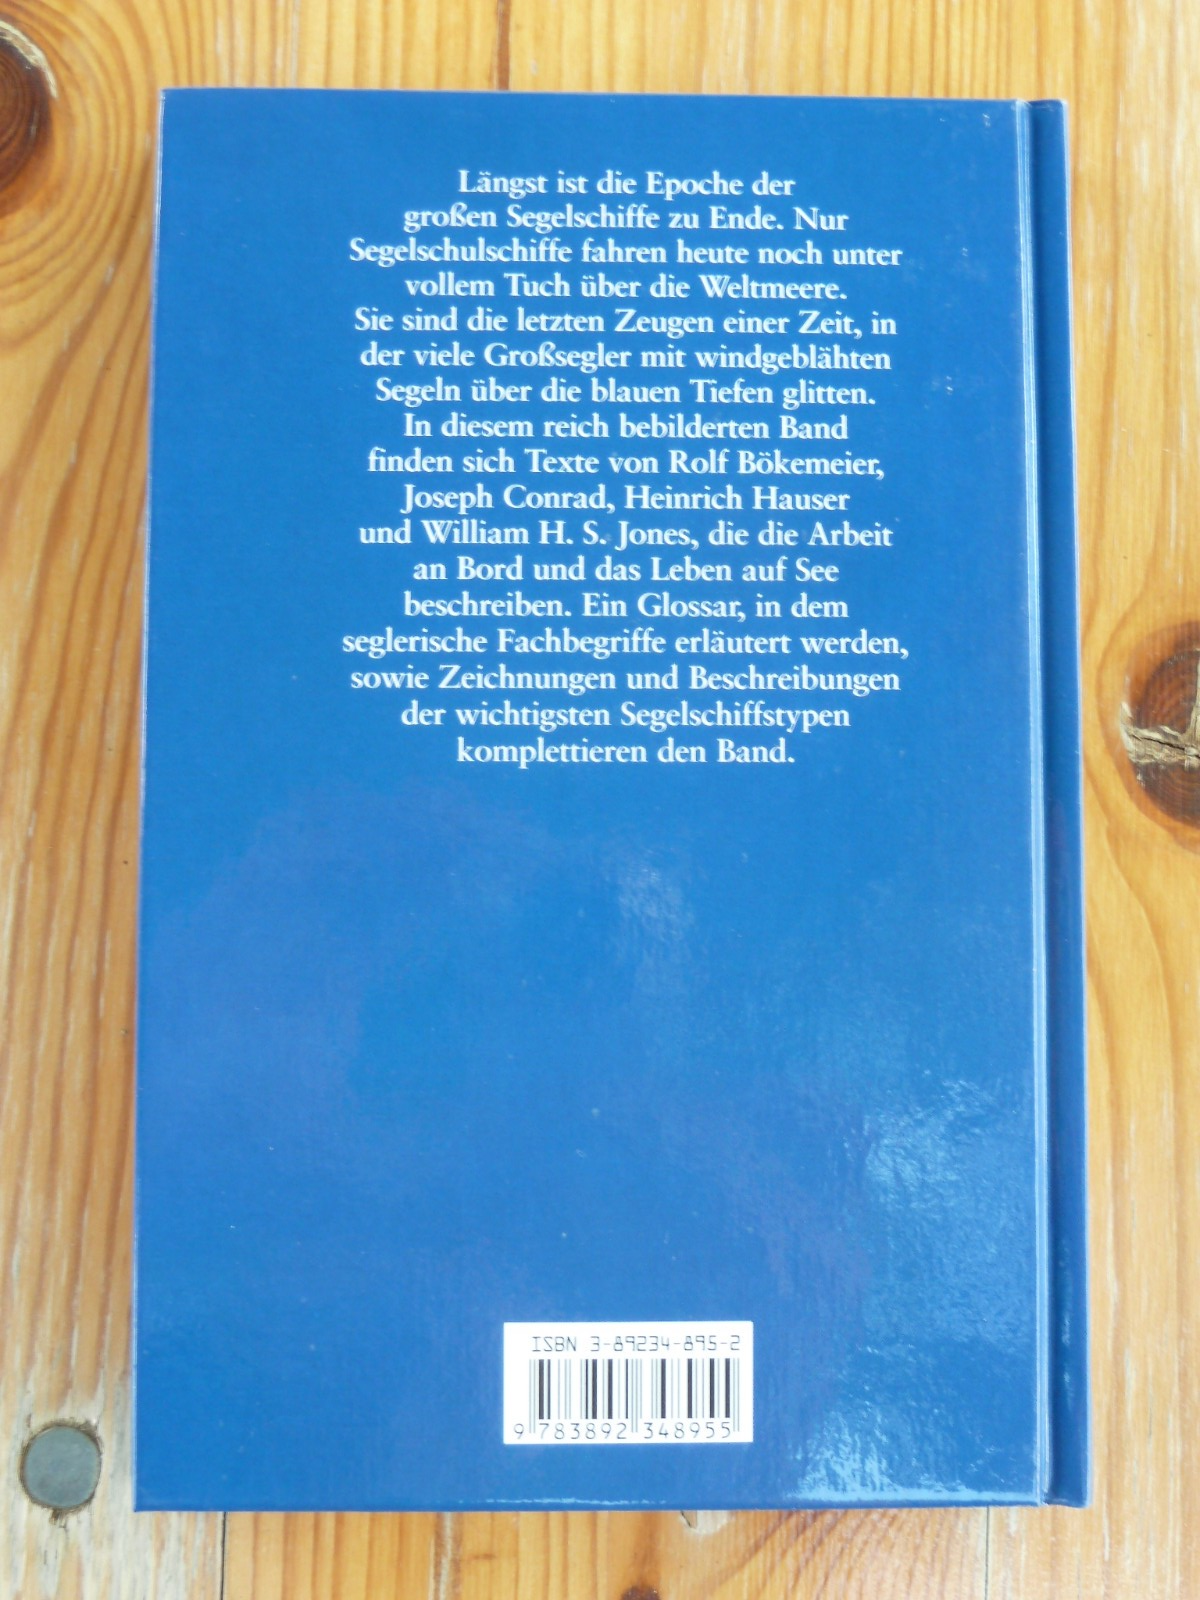 Längst ist die Epoche der
großen Segelschiffe zu Ende. Nur
Segelschulschiffe fahren heute noch unter
vollem Tuch über die Weltmeere.
Sie sind die letzten Zeugen einer Zeit, in
der viele Großsegler mit windgeblähten
Segeln über die blauen Tiefen glitten.
In diesem reich bebilderten Band
finden sich Texte von Rolf Bökemeier,
Joseph Conrad, Heinrich Hauser
und William H. S. Jones, die die Arbeit
an Bord und das Leben auf See
beschreiben. Ein Glossar, in dem
seglerische Fachbegriffe erläutert werden,
sowie Zeichnungen und Beschreibungen
der wichtigsten Segelschiffstypen
komplettieren den Band.
ISBN 3-89234-895-2
9 783892 348955